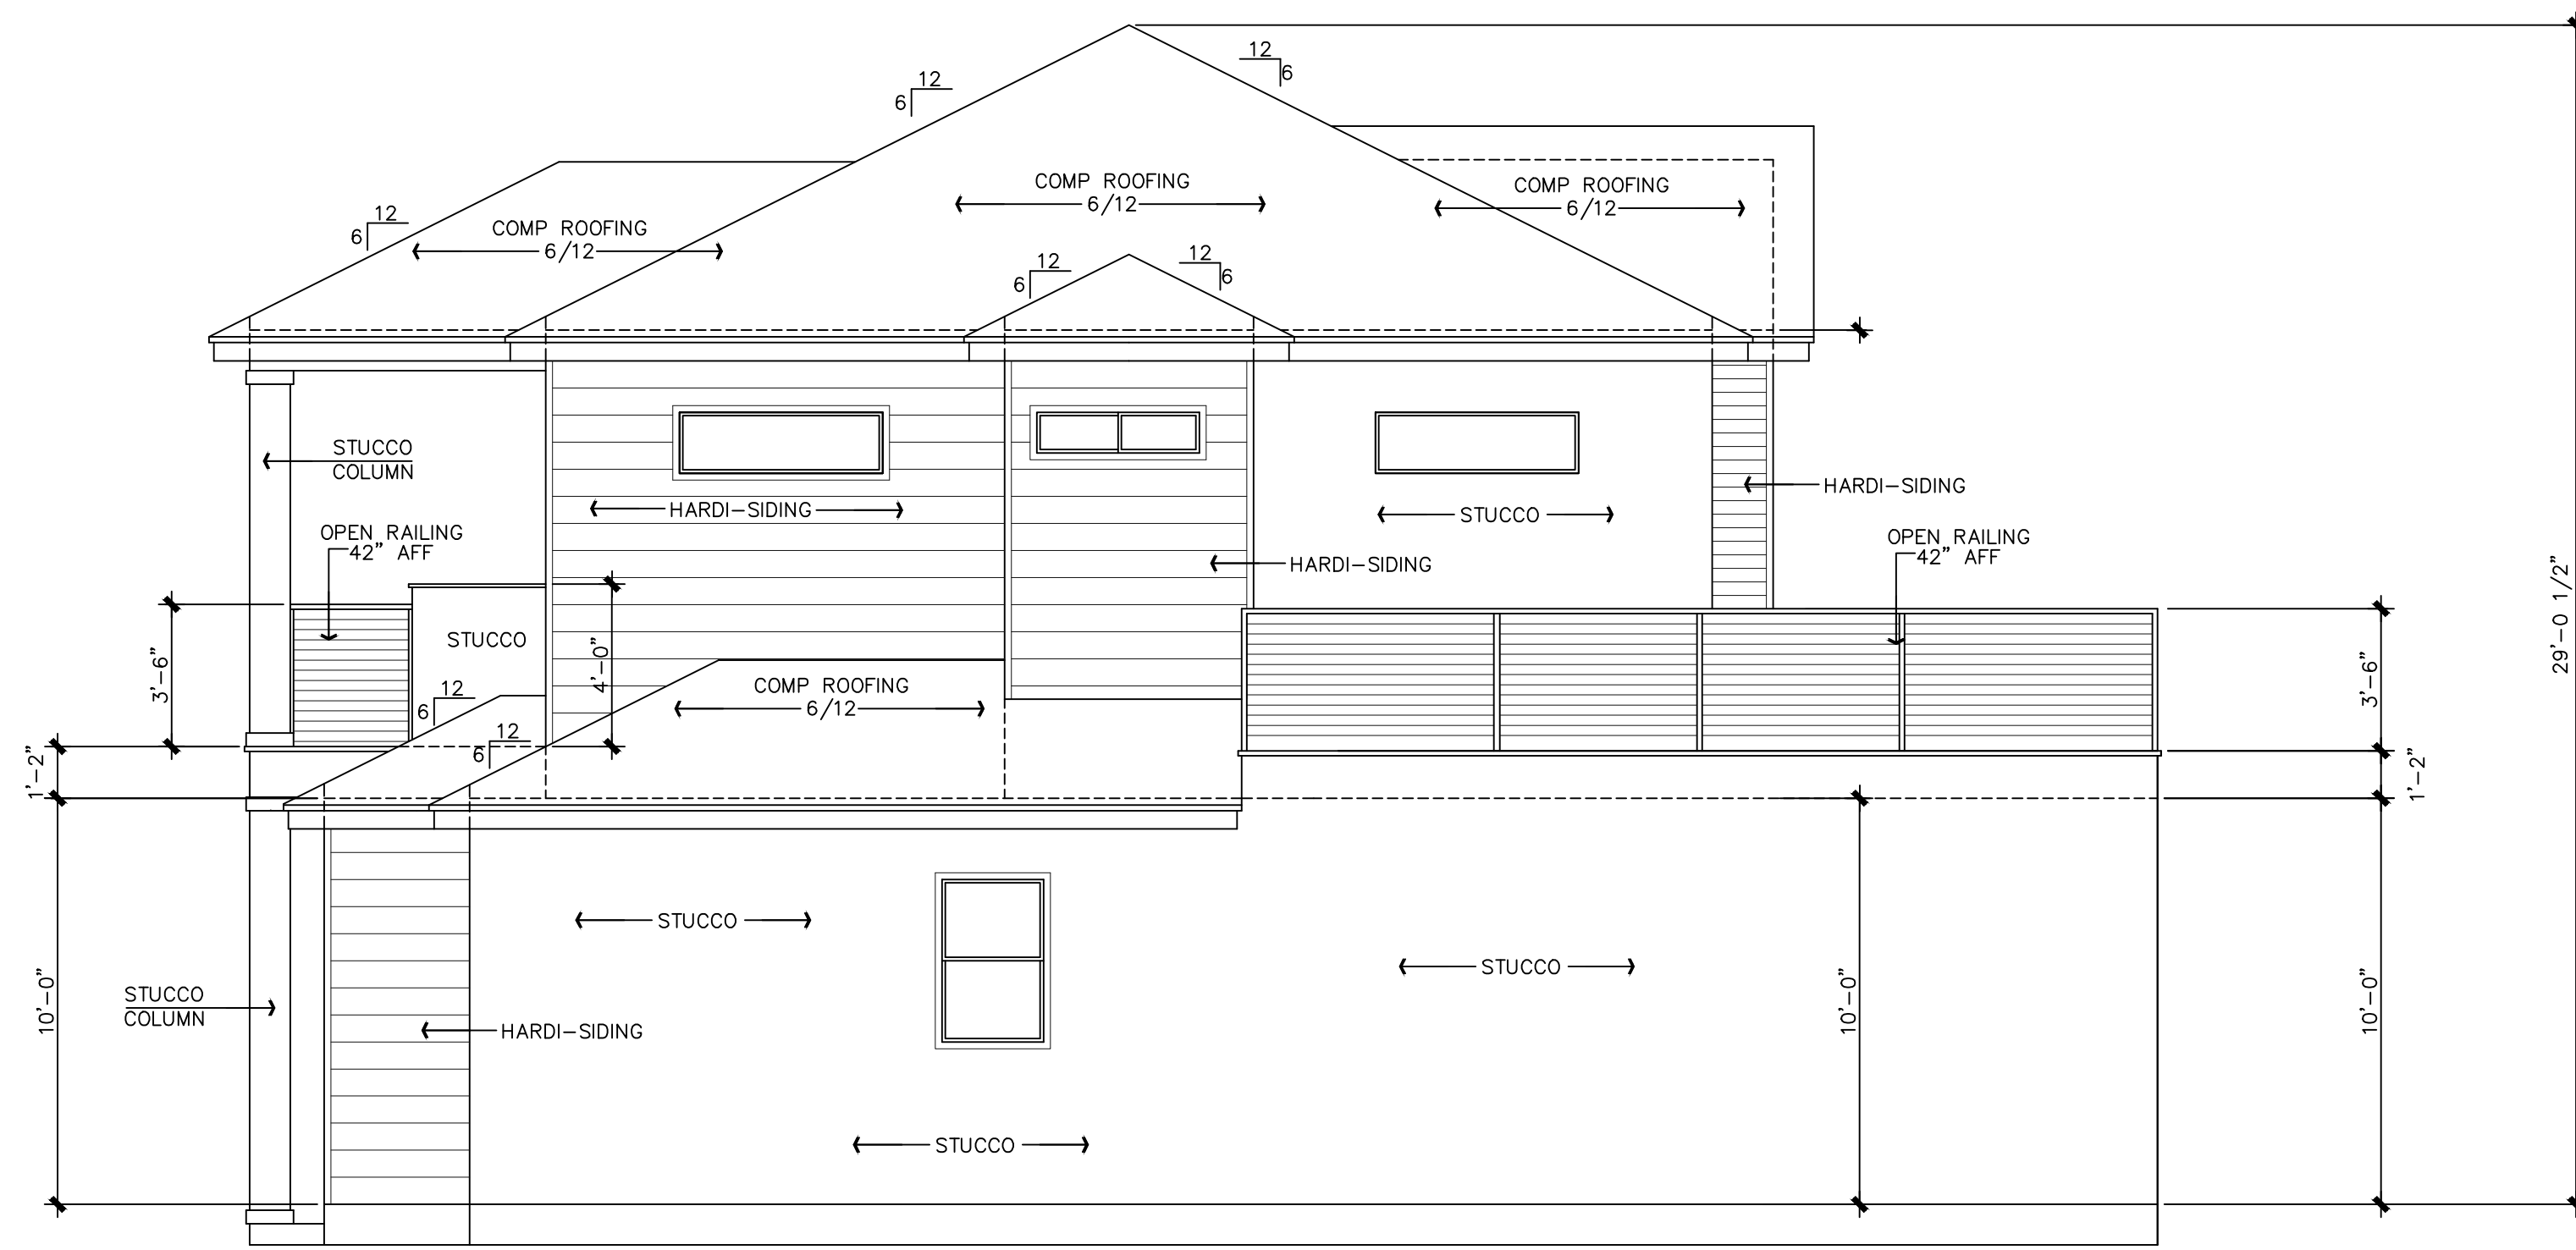 12
6
12
6
COMP ROOFING
6/12
COMP ROOFING
6/12
12
6
COMP ROOFING
6/12
12
6
12
6
STUCCO
COLUMN
HARDI-SIDING
HARDI-SIDING
STUCCO
OPEN RAILING
42" AFF
OPEN RAILING
42" AFF
HARDI-SIDING
29'-0 1/2"
STUCCO
3'-6"
4'-0"
3'-6"
12
6
COMP ROOFING
6/12
12
6
1'-2"
1'-2"
STUCCO
STUCCO
10'-0"
STUCCO
COLUMN
HARDI-SIDING
10'-0"
10'-0"
STUCCO